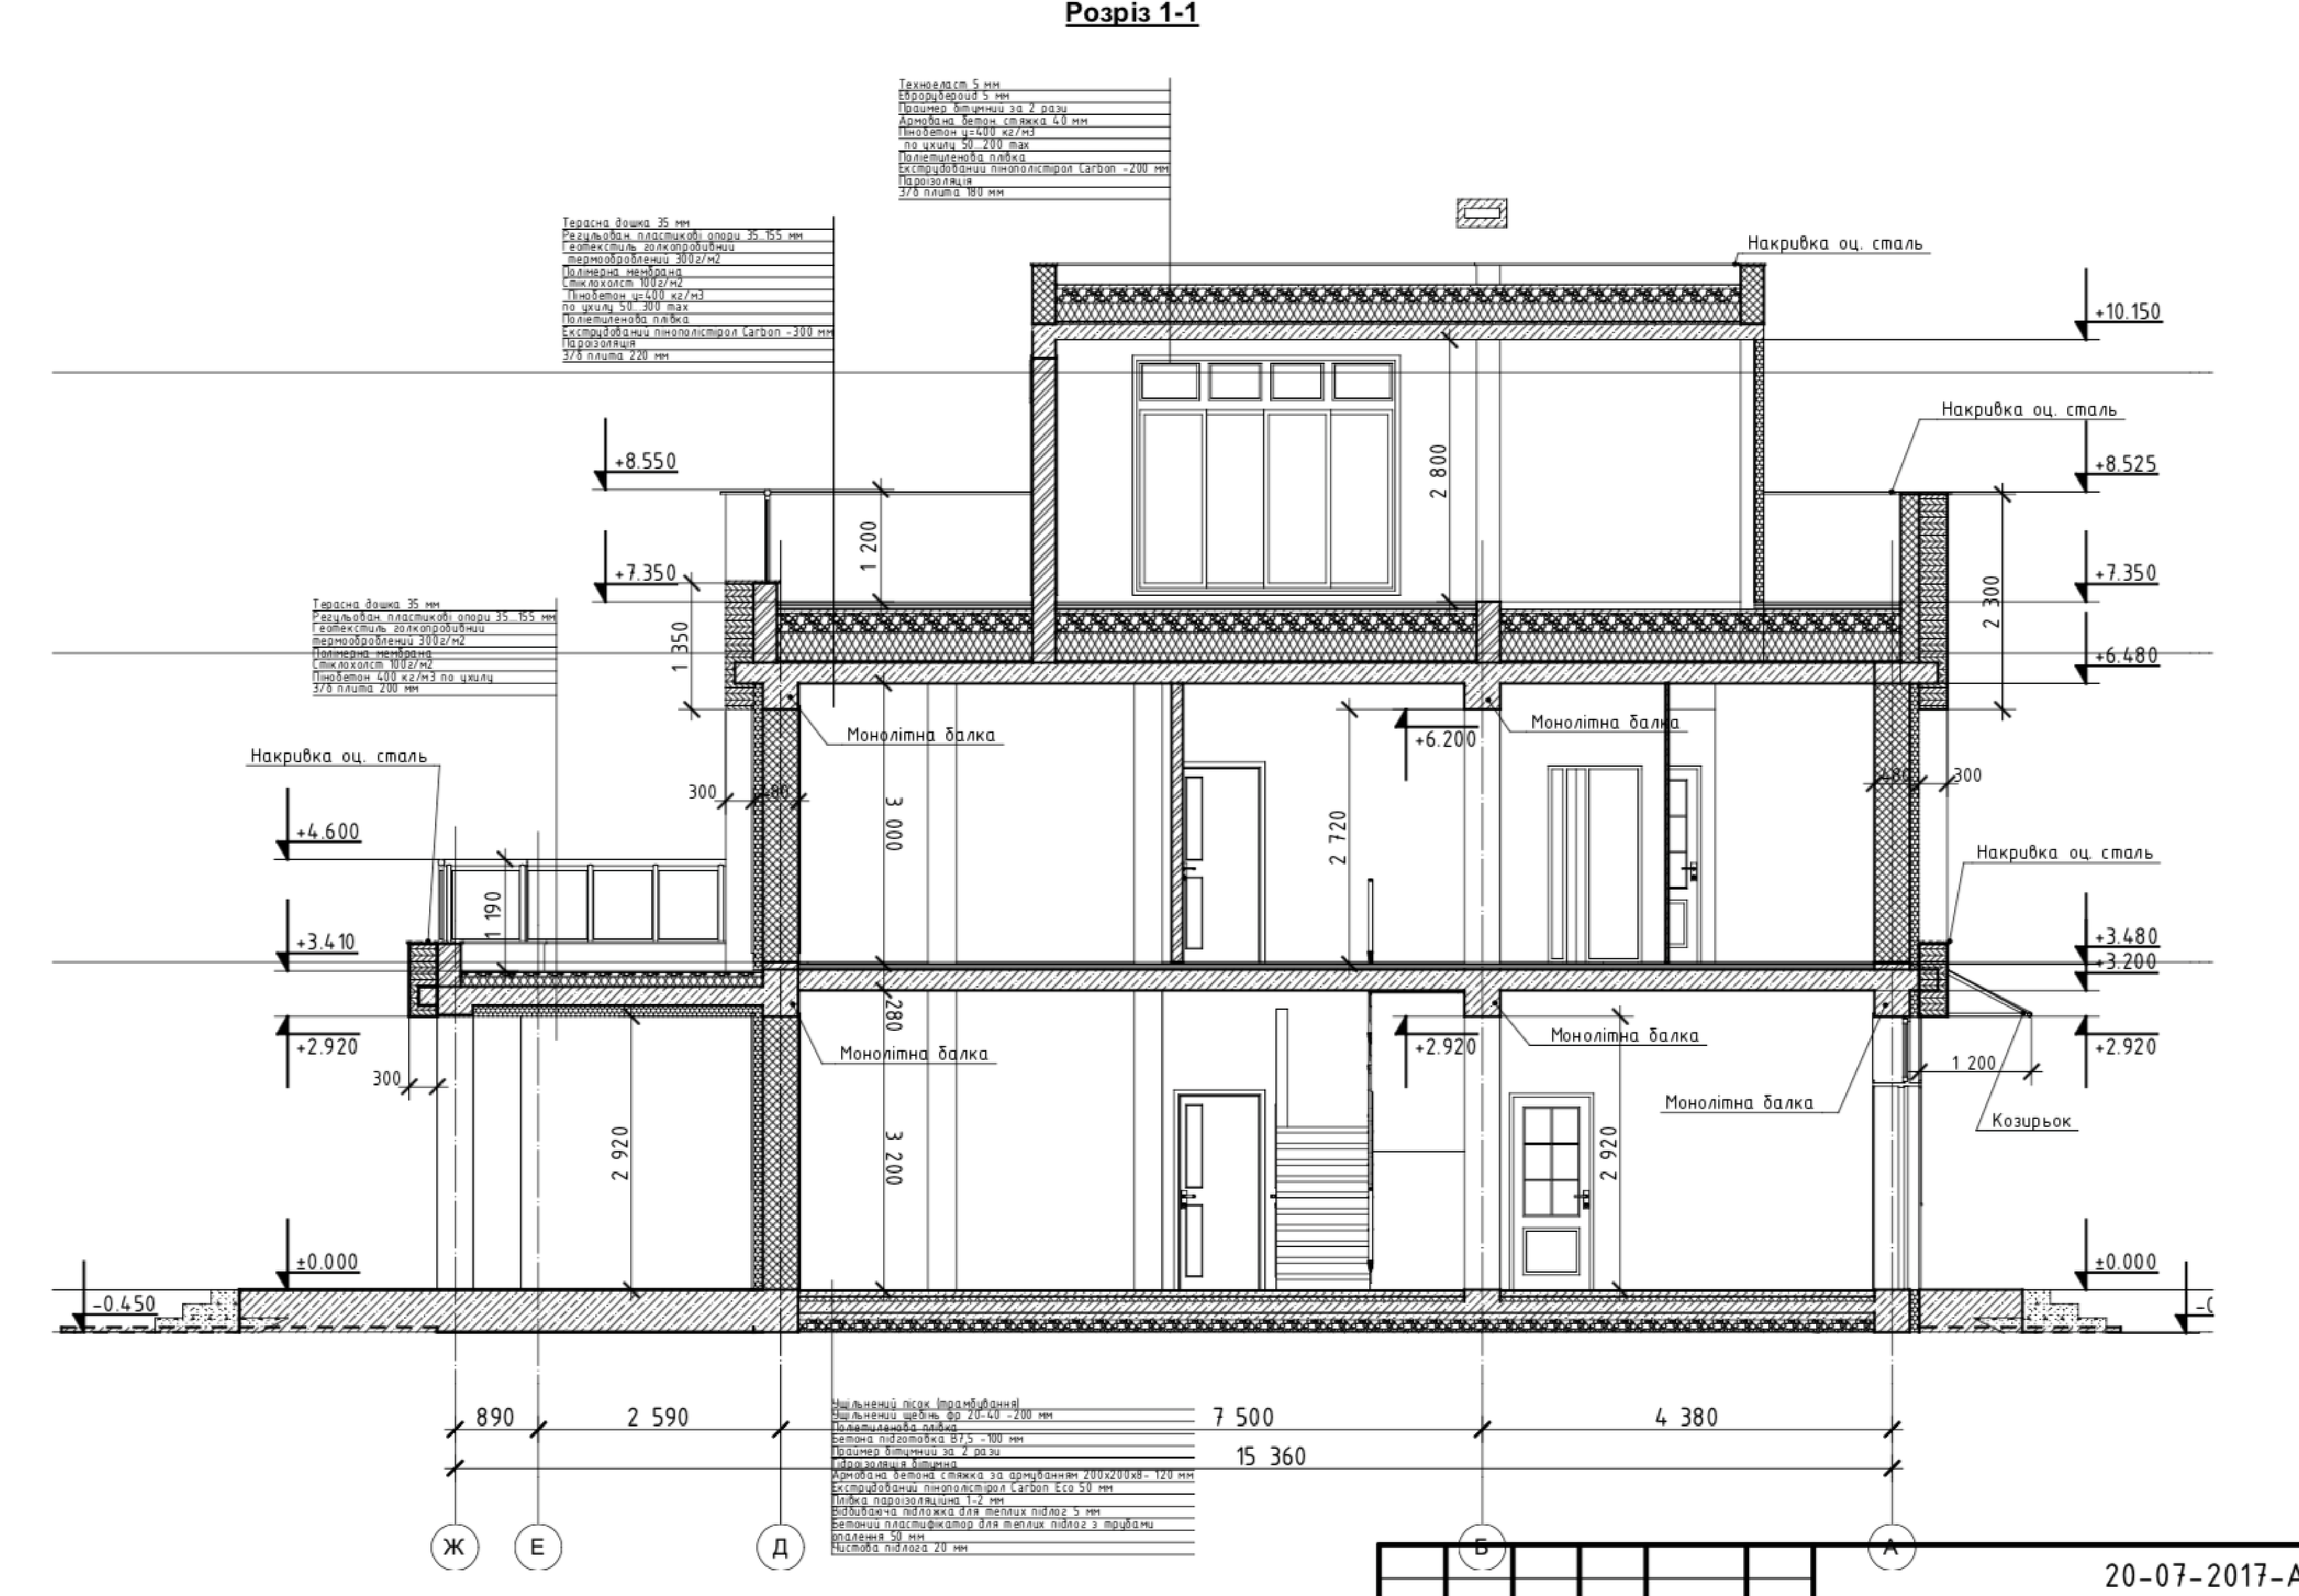 Розріз 1-1
Техноеласт 5 мм
Еврорубероид 5 мм
Праймер бітумний за 2 рази
Армована бетон. стяжка 40 мм
Пінобетон y=400 кг/м3
по ухилу 50...200 max
Поліетиленова плівка
Екструдований пінополістірол Carbon -200 мм
Пароізоляція
З/б плита 180 мм
Терасна дошка 35 мм
Регульован. пластикові опори 35...155 мм
Геотекстиль голкопробивний
термооброблений 300г/м2
Полімерна мембрана
Стіклохолст 100г/м2
Пінобетон y=400 кг/м3
по ухилу 50...300 max
Поліетиленова плівка
Екструдований пінополістірол Carbon -300 мм
Пароізоляція
З/б плита 220 мм
Накривка оц. сталь
+10.150
Накривка оц. сталь
+8.550
+8.525
2 800
1 200
+7.350
+7.350
2 300
Терасна дошка 35 мм
Регульован. пластикові опори 35...155 мм
Геотекстиль голкопробивний
термооброблений 300г/м2
Полімерна мембрана
Стіклохолст 100г/м2
Пінобетон 400 кг/м3 по ухилу
З/б плита 200 мм
1 350
+6.480
Монолітна балка
+6.200
Монолітна балка
Накривка оц. сталь
300
300
3 000
2 720
+4.600
Накривка оц. сталь
1 190
+3.410
+3.480
+3.200
280
+2.920
Монолітна балка
+2.920
Монолітна балка
+2.920
300
1 200
Монолітна балка
Козирьок
2 920
3 200
2 920
±0.000
±0.000
-0.450
890
2 590
7 500
4 380
15 360
Ущільнений пісок (трамбування)
Ущільнений щебінь фр 20-40 -200 мм
Поліетиленова плівка
Бетона підготовка В7,5 -100 мм
Праймер бітумний за 2 рази
Гідроізоляція бітумна
Армована бетона стяжка за армуванням 200х200х8- 120 мм
Екструдований пінополістірол Carbon Eco 50 мм
Плівка пароізоляційна 1-2 мм
Відбиваюча підложка для теплих підлог 5 мм
Бетоний пластифікатор для теплих підлог з трубами
опалення 50 мм
Чистова підлога 20 мм
Ж
Е
Д
Б
А
20-07-2017-А